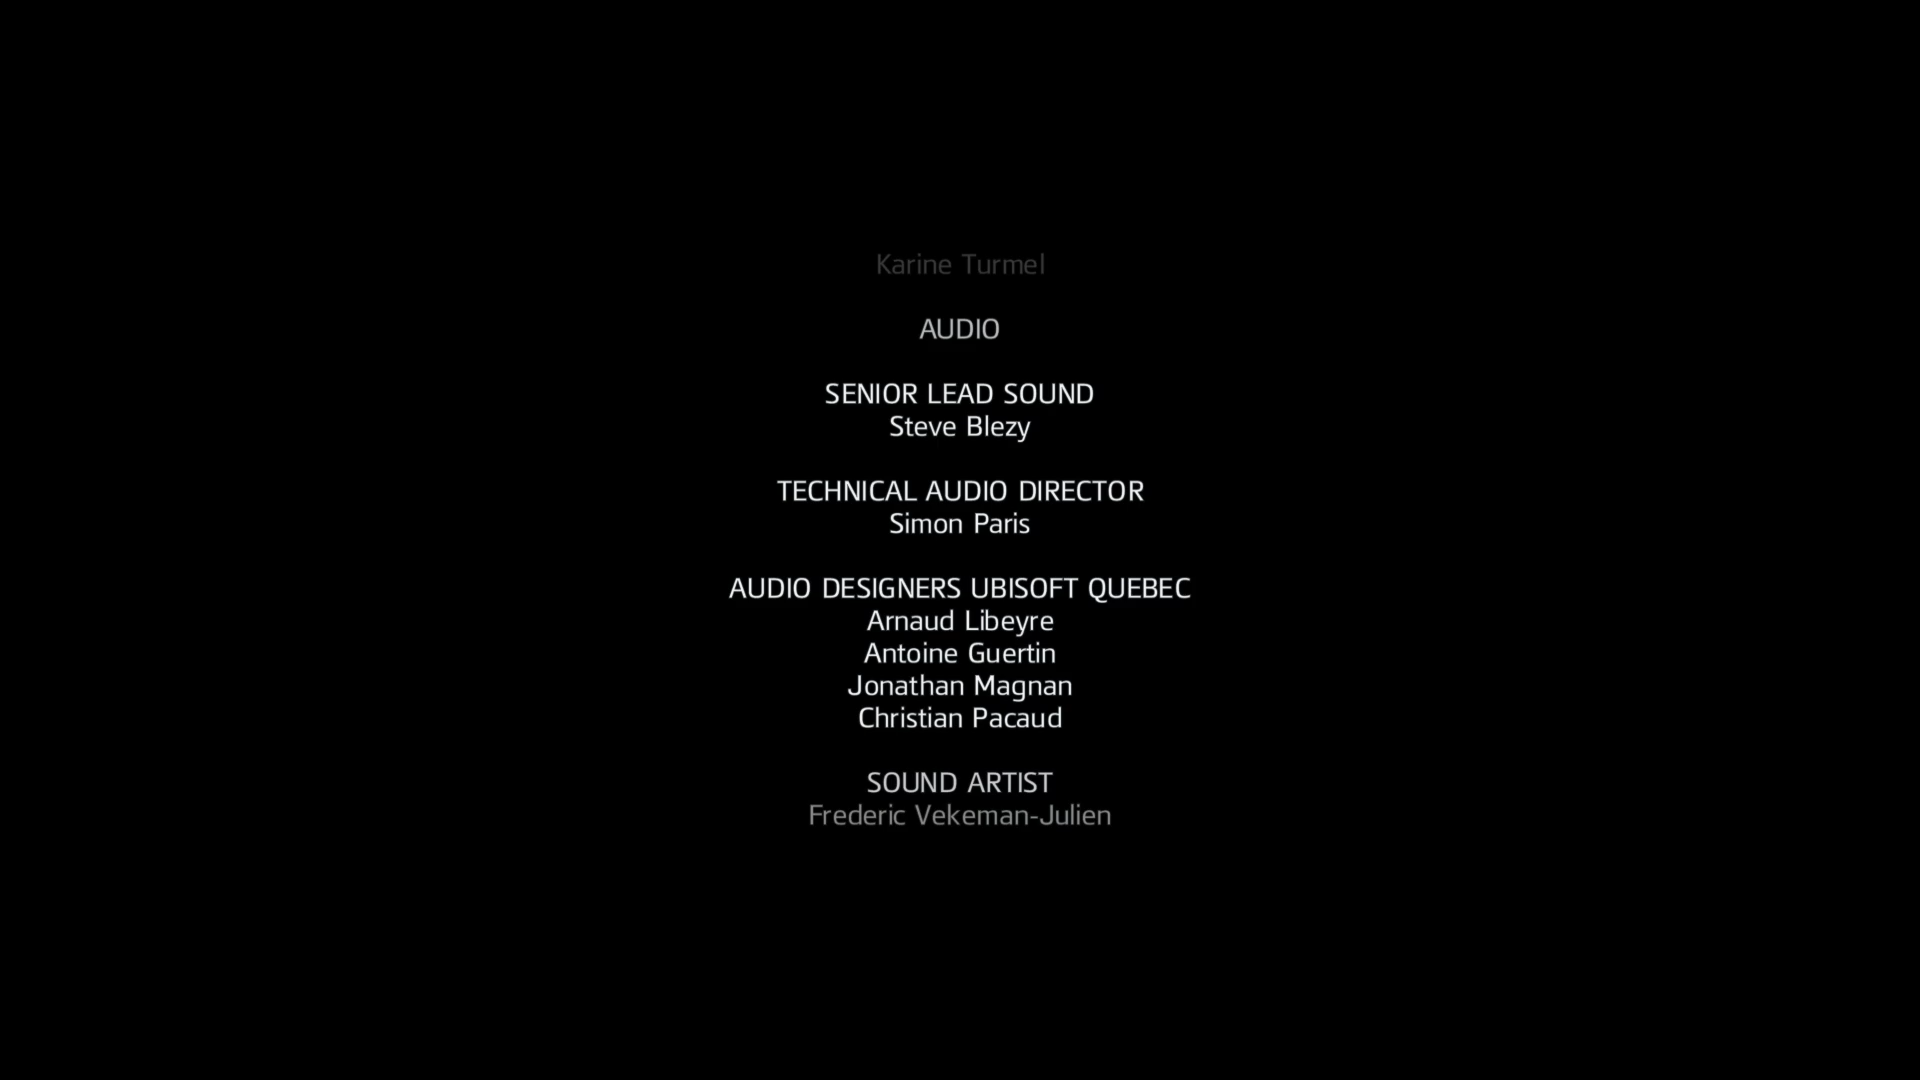 Karine Turmel
AUDIO
SENIOR LEAD SOUND
Steve Blezy
TECHNICAL AUDIO DIRECTOR
Simon Paris
AUDIO DESIGNERS UBISOFT QUEBEC
Arnaud Libeyre
Antoine Guertin
Jonathan Magnan
Christian Pacaud
SOUND ARTIST
Frederic Vekeman-Julien